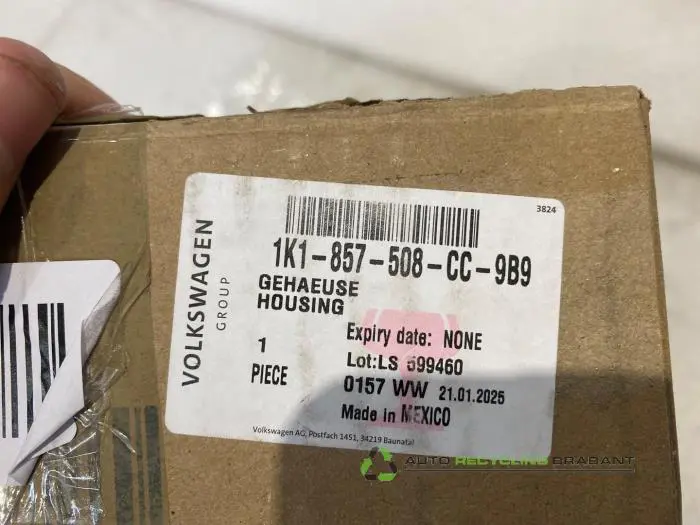 3824
VOLKSWAGEN
GROUP
1K1-857-508-CC-9B9
GEHAEUSE
HOUSING
1
PIECE
Expiry date: NONE
Lot:LS 599460
0157 WW 21.01.2025
Made in MEXICO
Volkswagen AG, Postfach 1451, 34219 Baunatal
AUTO RECYCLING BRABANT